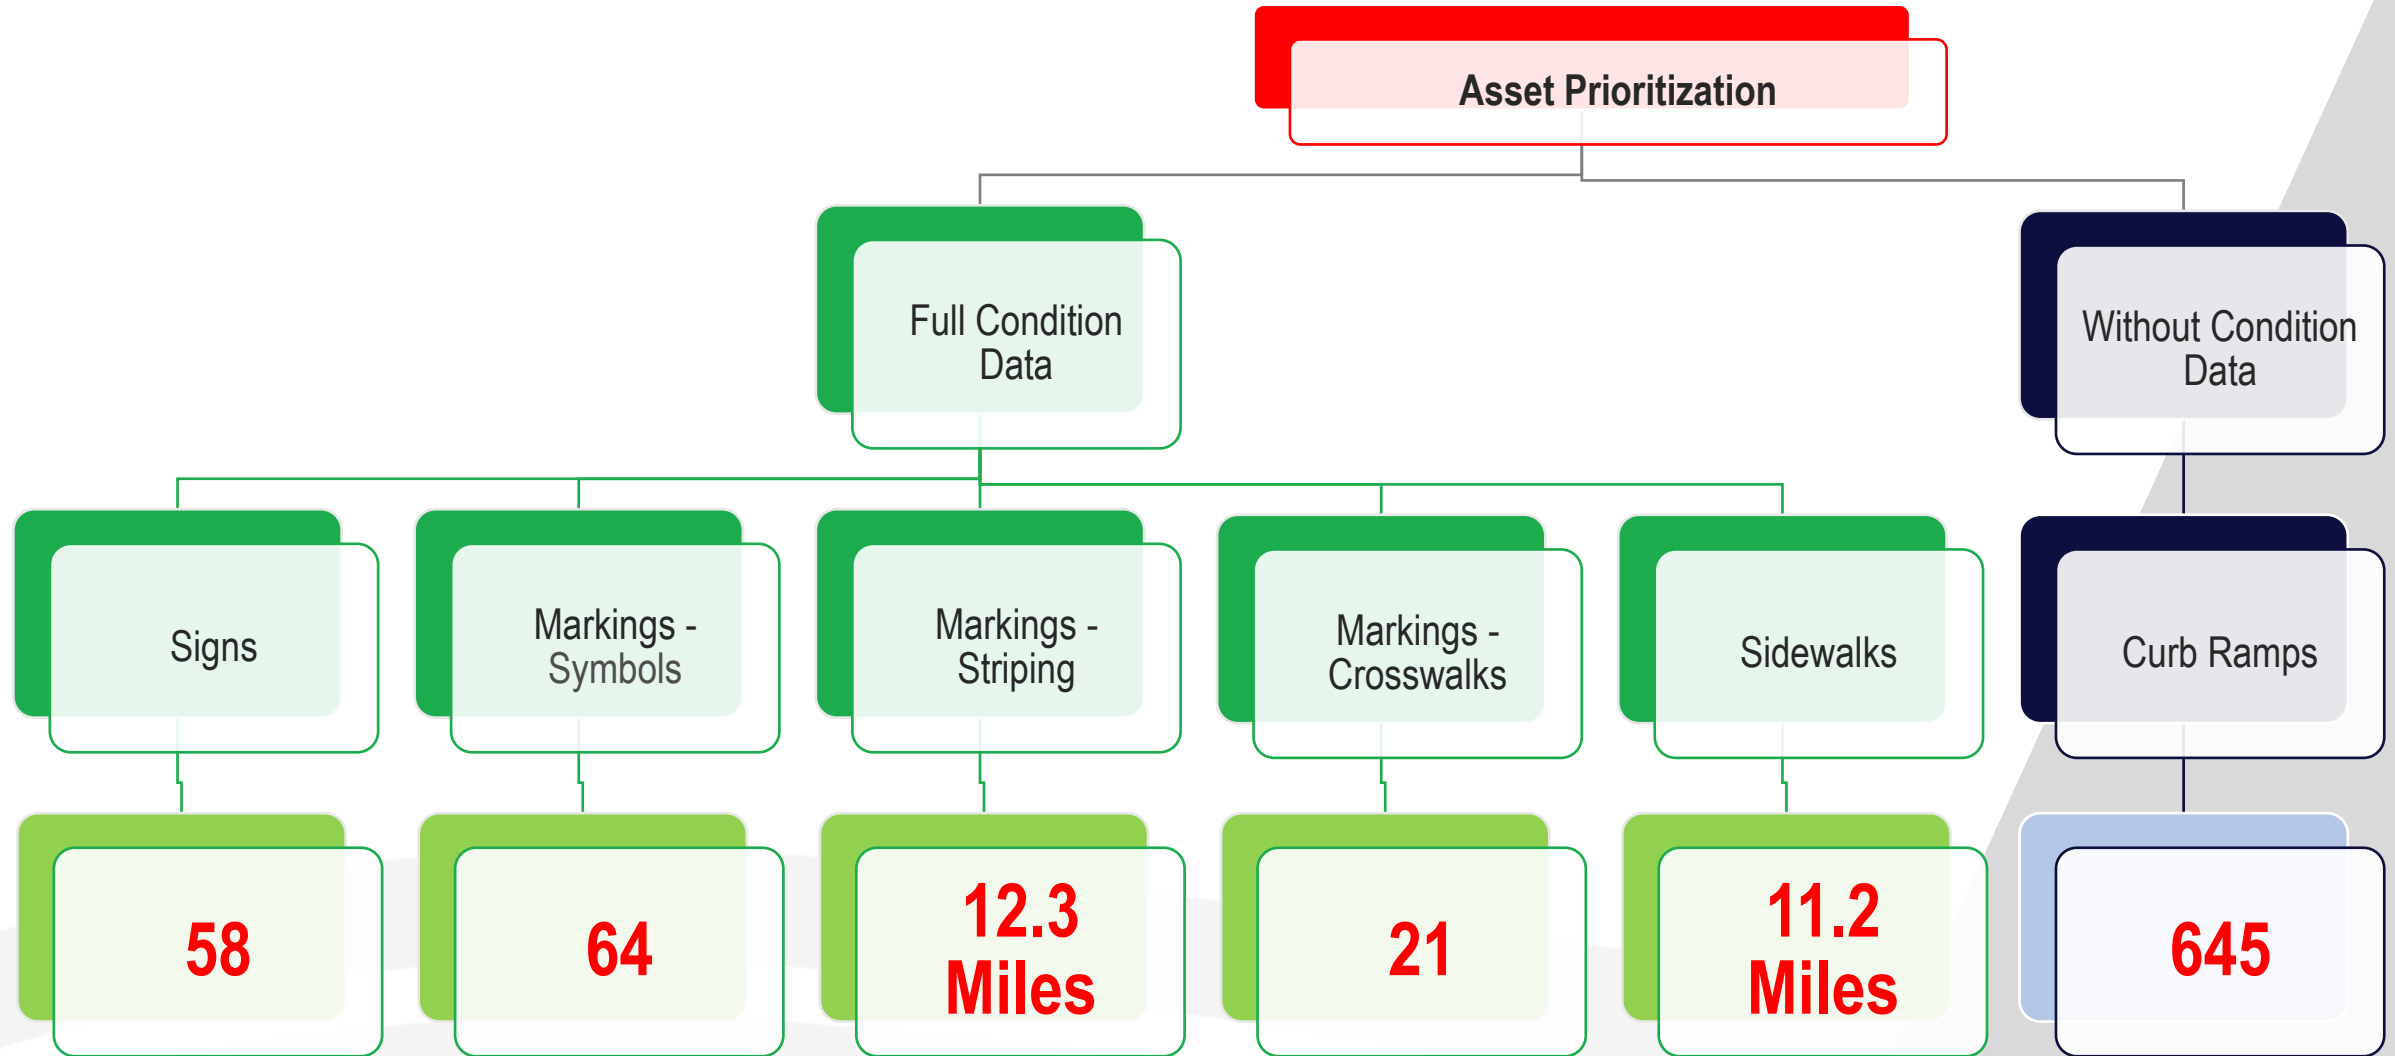 Asset Prioritization
Full Condition
Data
Without Condition
Data
Signs
Markings -
Symbols
Markings -
Striping
Markings -
Crosswalks
Sidewalks
Curb Ramps
58
64
12.3
Miles
21
11.2
Miles
645